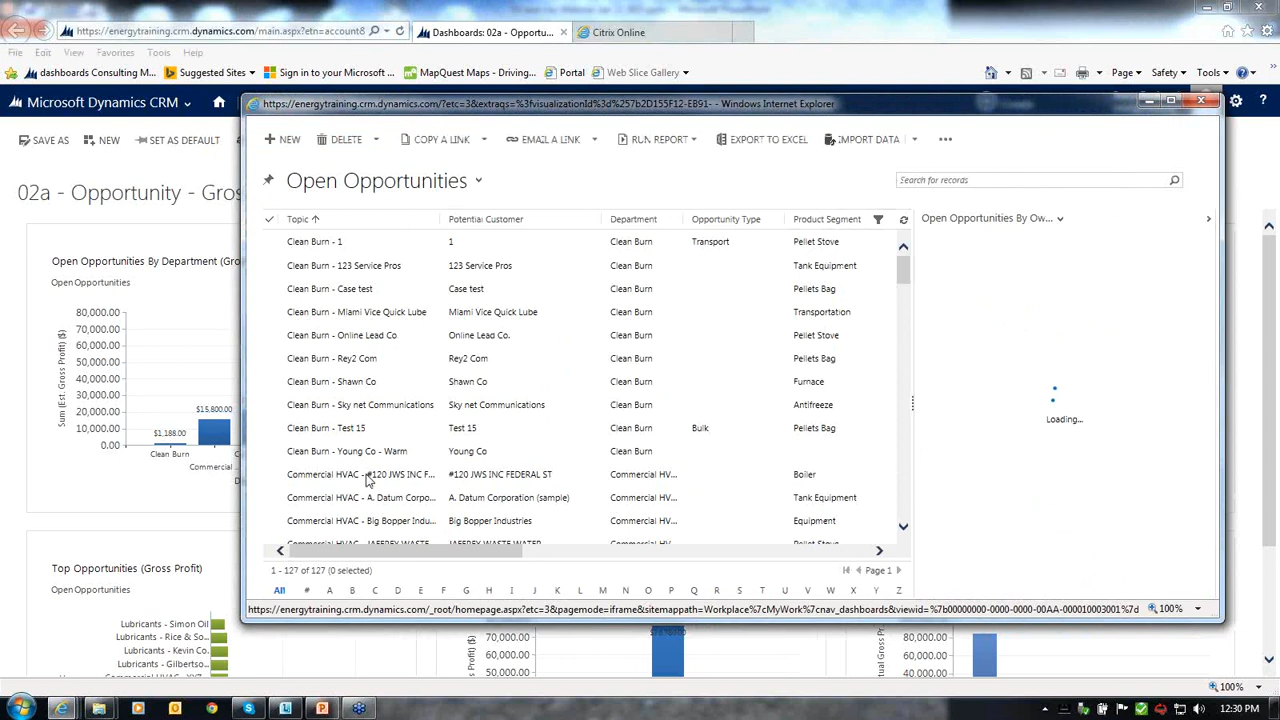 https://energytraining.crm.dynamics.com/main.aspx?etn=account&
Dashboards: 02a - Opportu...
Citrix Online
File Edit View Favorites Tools Help
dashboards Consulting M... Suggested Sites Sign in to your Microsoft ... MapQuest Maps - Driving,... Portal Web Slice Gallery
Page Safety Tools
Microsoft Dynamics CRM
https://energytraining.crm.dynamics.com/?etc=3&extraqs=%3fvisualizationId%3d%257b2D155F12-EB91- - Windows Internet Explorer
SAVE AS NEW SET AS DEFAULT
NEW DELETE COPY A LINK EMAIL A LINK RUN REPORT EXPORT TO EXCEL IMPORT DATA ...
02a - Opportunity - Gros
Open Opportunities
Search for records
Topic Potential Customer Department Opportunity Type Product Segment
Open Opportunities By Ow...
Clean Burn - 1 1 Clean Burn Transport Pellet Stove
Clean Burn - 123 Service Pros 123 Service Pros Clean Burn Tank Equipment
Clean Burn - Case test Case test Clean Burn Pellets Bag
Clean Burn - Miami Vice Quick Lube Miami Vice Quick Lube Clean Burn Transportation
Clean Burn - Online Lead Co Online Lead Co. Clean Burn Pellet Stove
Clean Burn - Rey2 Com Rey2 Com Clean Burn Pellets Bag
Clean Burn - Shawn Co Shawn Co Clean Burn Furnace
Clean Burn - Sky net Communications Sky net Communications Clean Burn Antifreeze
Clean Burn - Test 15 Test 15 Clean Burn Bulk Pellets Bag
Clean Burn - Young Co - Warm Young Co Clean Burn
Commercial HVAC - #120 JWS INC F... #120 JWS INC FEDERAL ST Commercial HV... Boiler
Commercial HVAC - A. Datum Corpo... A. Datum Corporation (sample) Commercial HV... Tank Equipment
Commercial HVAC - Big Bopper Indu... Big Bopper Industries Commercial HV... Equipment
Commercial HVAC - JAFFREY WASTE JAFFREY WASTE WATER Commercial HV... Pellet Stove
Loading...
1 - 127 of 127 (0 selected)
Page 1
All # A B C D E F G H I J K L M N O P Q R S T U V W X Y Z
https://energytraining.crm.dynamics.com/_root/homepage.aspx?etc=3&pagemode=iframe&sitemappath=Workplace%7cMyWork%7cnav_dashboards&viewid=%7b00000000-0000-0000-00AA-000010003001%7d
100%
Open Opportunities By Department (Gro
Open Opportunities
Sum (Est. Gross Profit) ($)
80,000.00
70,000.00
60,000.00
50,000.00
40,000.00
30,000.00
20,000.00
10,000.00
0.00
$1,188.00
$15,800.00
Clean Burn
Commercial ...
Top Opportunities (Gross Profit)
Open Opportunities
Lubricants - Simon Oil
Lubricants - Rice & So...
Lubricants - Kevin Co.
Lubricants - Gilbertso...
60,000.00
50,000.00
80,000.00
60,000.00
100%
12:30 PM